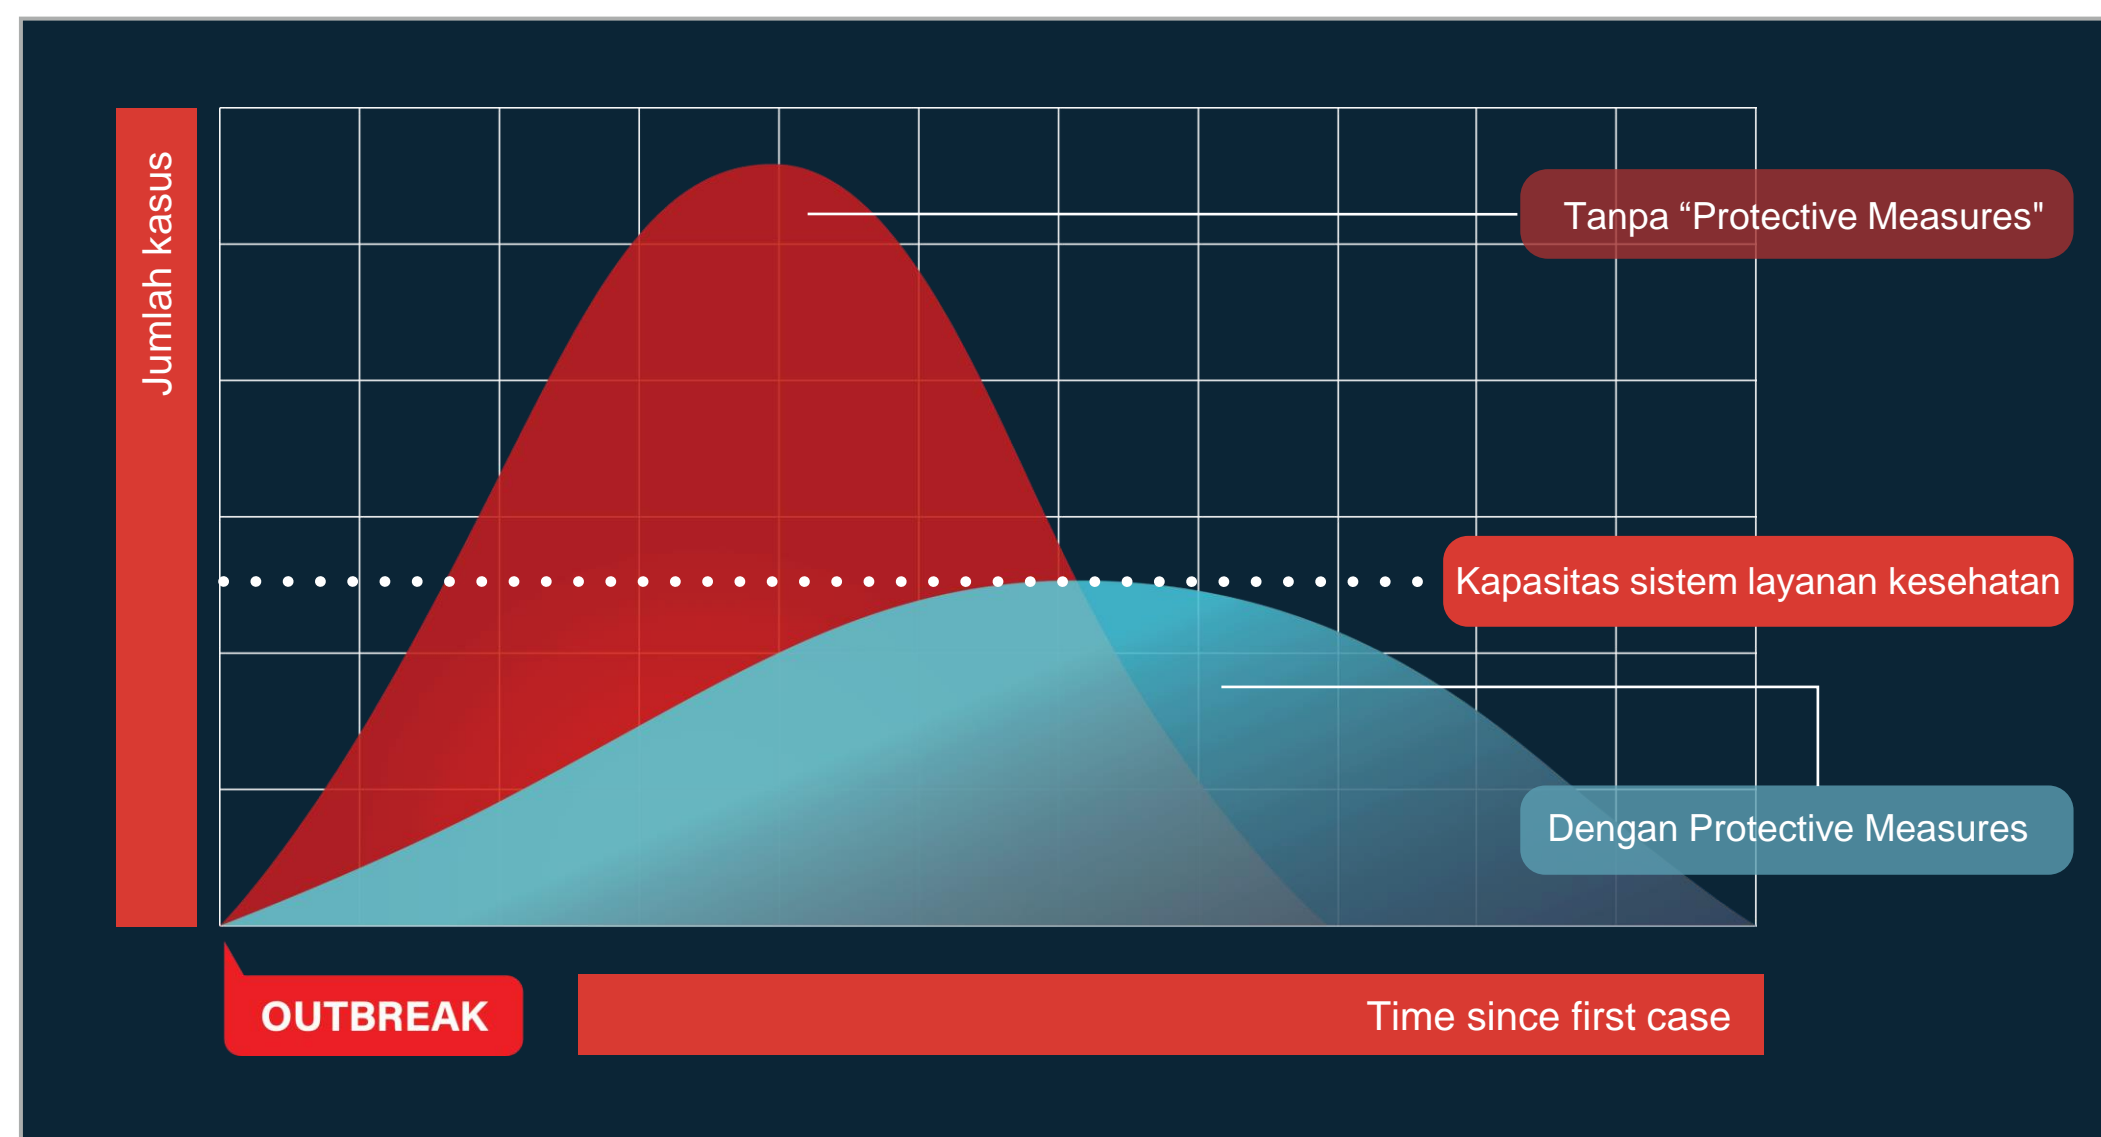 Jumlah kasus
Tanpa “Protective Measures"
Kapasitas sistem layanan kesehatan
Dengan Protective Measures
OUTBREAK
Time since first case